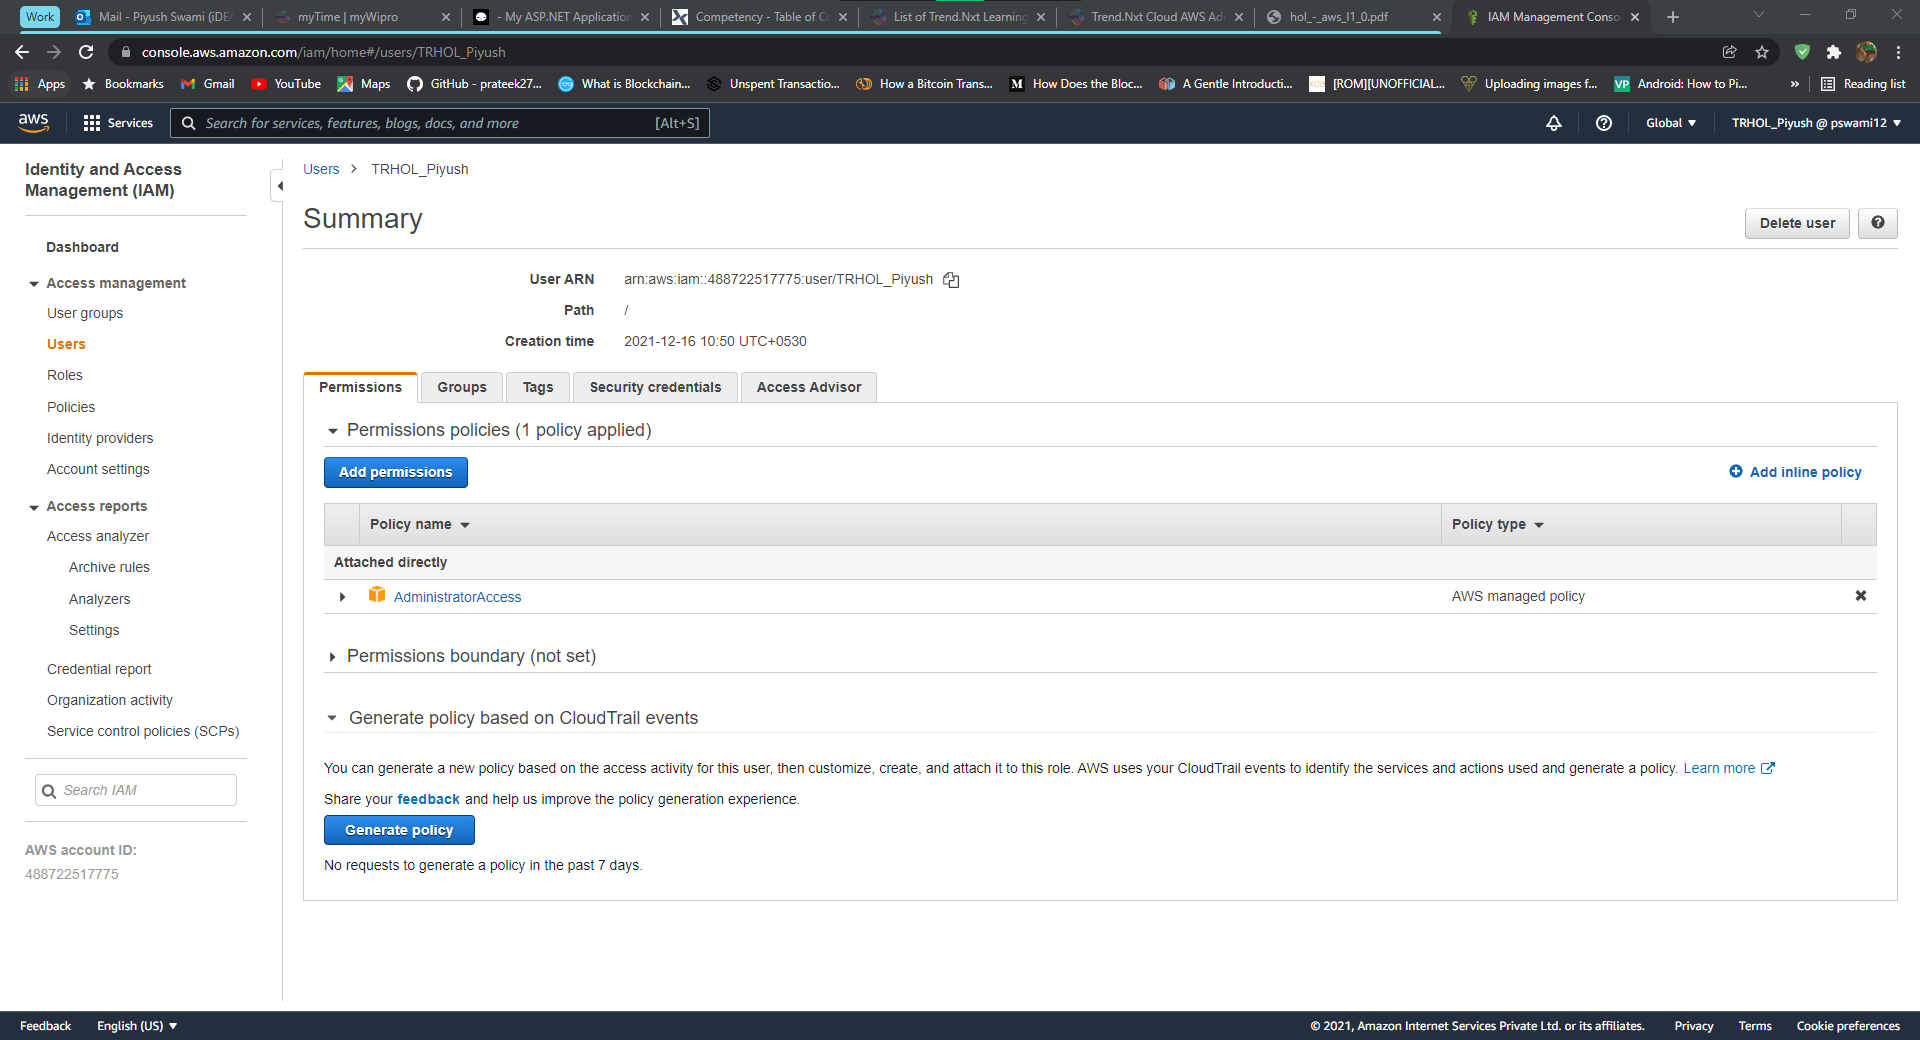 Work
Mail - Piyush Swami (iDEA
myTime | myWipro
- My ASP.NET Application
Competency - Table of Co
List of Trend.Nxt Learning
Trend.Nxt Cloud AWS Ad
hol_-_aws_l1_0.pdf
IAM Management Conso
console.aws.amazon.com/iam/home#/users/TRHOL_Piyush
Apps
Bookmarks
Gmail
YouTube
Maps
GitHub - prateek27...
What is Blockchain...
Unspent Transactio...
How a Bitcoin Trans...
How Does the Bloc...
A Gentle Introducti...
[ROM][UNOFFICIAL...
Uploading images f...
VP
Android: How to Pi...
»
Reading list
aws
Services
Search for services, features, blogs, docs, and more
[Alt+S]
Global
TRHOL_Piyush @ pswami12
Identity and Access
Management (IAM)
Dashboard
Access management
User groups
Users
Roles
Policies
Identity providers
Account settings
Access reports
Access analyzer
Archive rules
Analyzers
Settings
Credential report
Organization activity
Service control policies (SCPs)
Search IAM
AWS account ID:
488722517775
Users > TRHOL_Piyush
Summary
Delete user
User ARN arn:aws:iam::488722517775:user/TRHOL_Piyush
Path /
Creation time 2021-12-16 10:50 UTC+0530
Permissions
Groups
Tags
Security credentials
Access Advisor
Permissions policies (1 policy applied)
Add permissions
Add inline policy
Policy name
Policy type
Attached directly
AdministratorAccess
AWS managed policy
Permissions boundary (not set)
Generate policy based on CloudTrail events
You can generate a new policy based on the access activity for this user, then customize, create, and attach it to this role. AWS uses your CloudTrail events to identify the services and actions used and generate a policy. Learn more
Share your feedback and help us improve the policy generation experience.
Generate policy
No requests to generate a policy in the past 7 days.
Feedback
English (US)
© 2021, Amazon Internet Services Private Ltd. or its affiliates.
Privacy
Terms
Cookie preferences